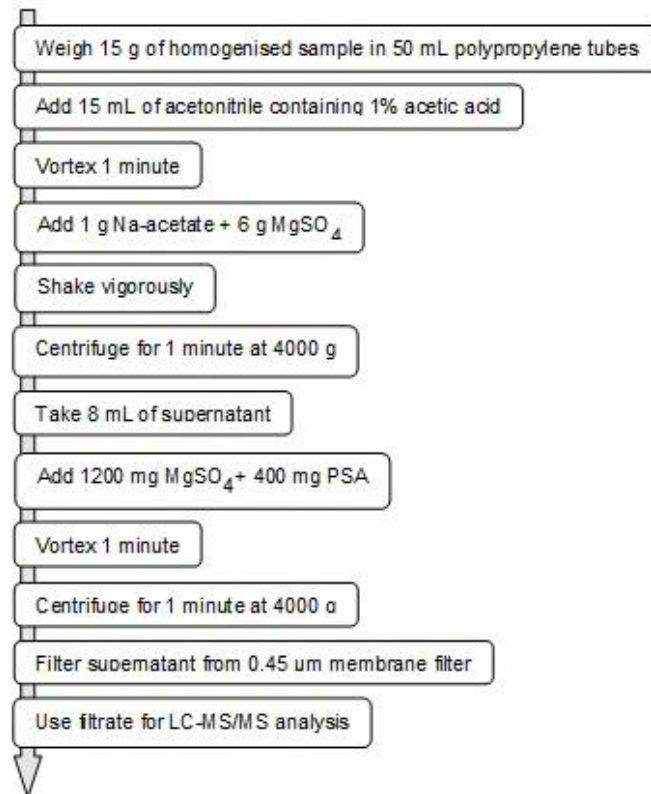 Weigh 15 g of homogenised sample in 50 mL polypropylene tubes
Add 15 mL of acetonitrile containing 1% acetic acid
Vortex 1 minute
Add 1 g Na-acetate + 6 g MgSO4
Shake vigorously
Centrifuge for 1 minute at 4000 g
Take 8 mL of supernatant
Add 1200 mg MgSO4+ 400 mg PSA
Vortex 1 minute
Centrifuge for 1 minute at 4000 g
Filter supernatant from 0.45 µm membrane filter
Use filtrate for LC-MS/MS analysis